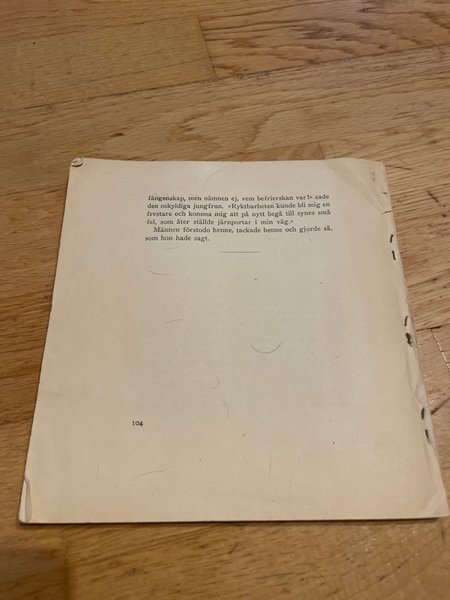 fångenskap, men nämnen ej, vem befrierskan var!» sade
den oskyldiga jungfrun. »Ryktbarheten kunde bli mig en
frestare och komma mig att på nytt begå till synes små
fel, som åter ställde järnportar i min väg.»
Männen förstodo henne, tackade henne och gjorde så,
som hon hade sagt.
104